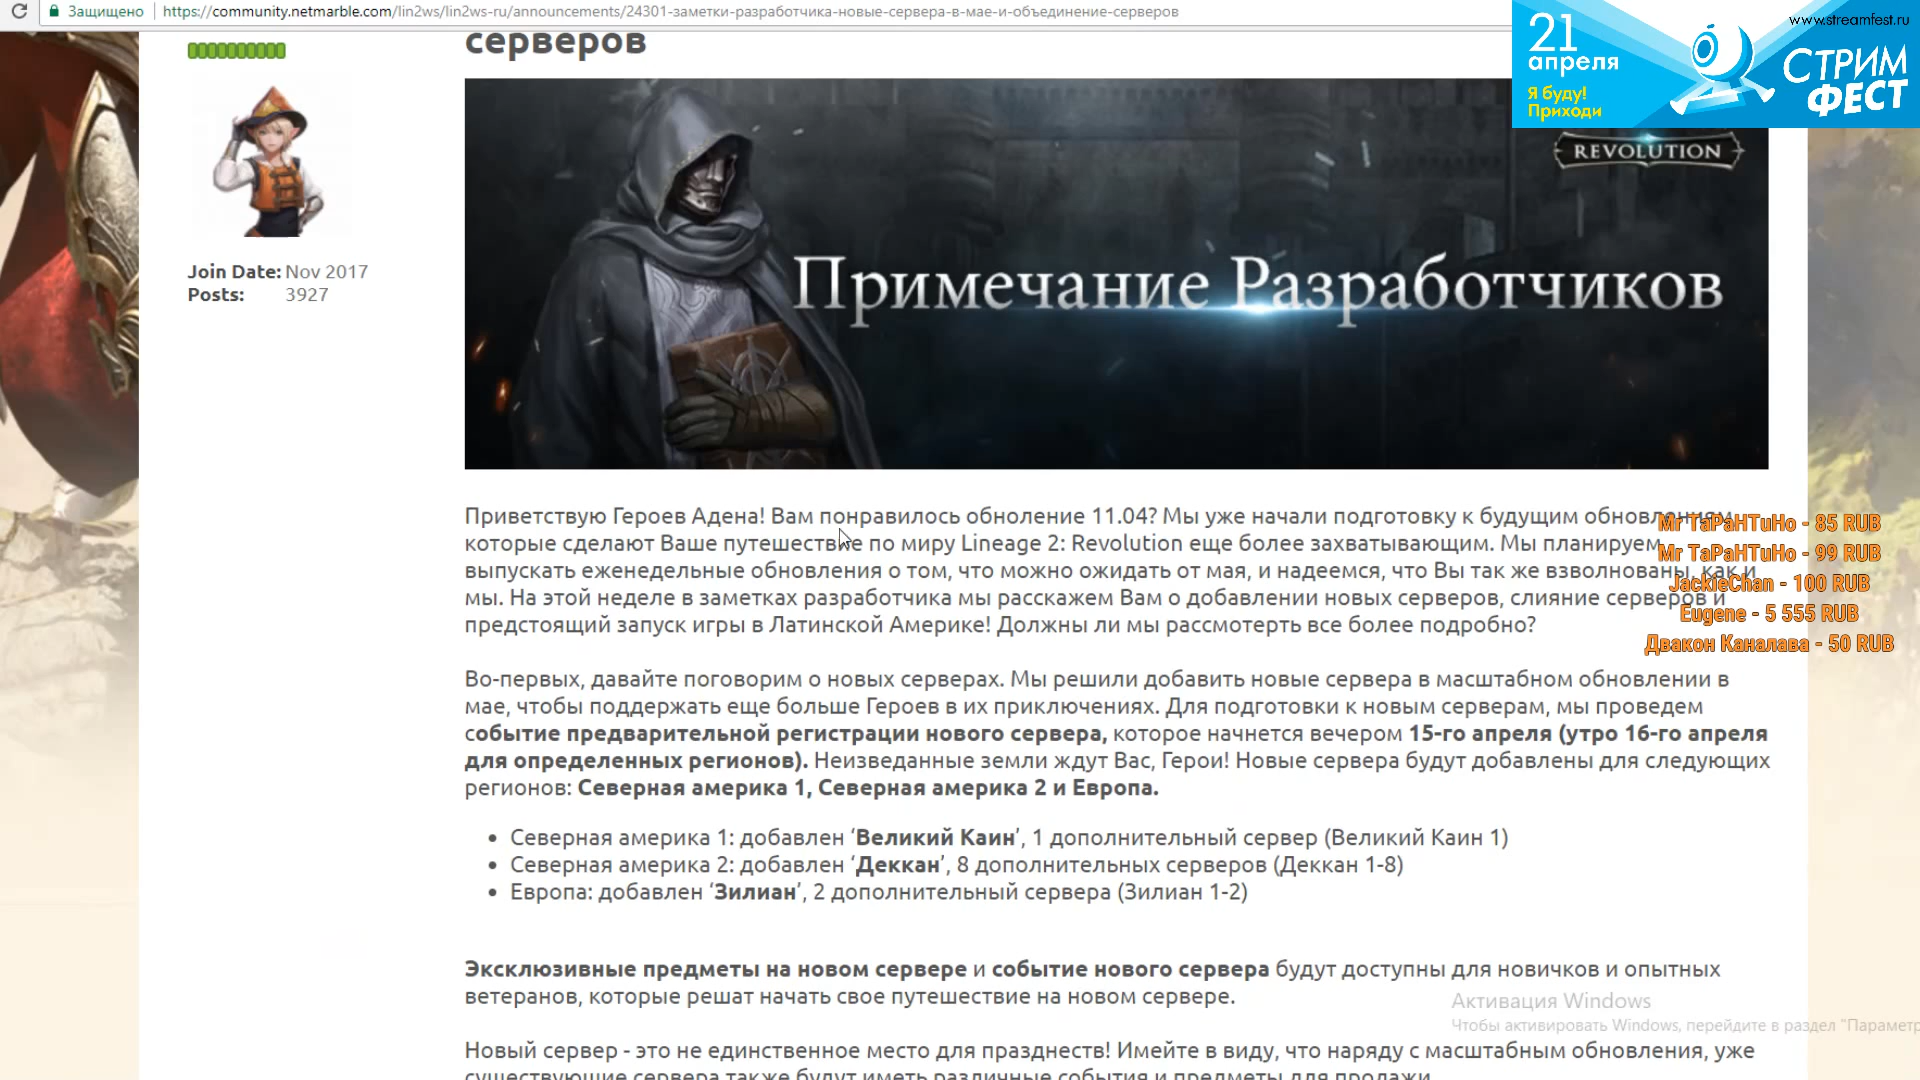 Защищено
https://community.netmarble.com/lin2ws/lin2ws-ru/announcements/24301-заметки-разработчика-новые-сервера-в-мае-и-объединение-серверов
www.streamfest.ru
21
апреля
Я буду!
Приходи
СТРИМ
ФЕСТ
серверов
REVOLUTION
Примечание Разработчиков
Join Date: Nov 2017
Posts: 3927
Приветствую Героев Адена! Вам понравилось обноление 11.04? Мы уже начали подготовку к будущим обновлениям,
которые сделают Ваше путешествие по миру Lineage 2: Revolution еще более захватывающим. Мы планируем
выпускать еженедельные обновления о том, что можно ожидать от мая, и надеемся, что Вы так же взволнованы, как и
мы. На этой неделе в заметках разработчика мы расскажем Вам о добавлении новых серверов, слияние серверов и
предстоящий запуск игры в Латинской Америке! Должны ли мы рассмотерть все более подробно?
Mr TaPaHTuHo - 85 RUB
Mr TaPaHTuHo - 99 RUB
JackieChan - 100 RUB
Eugene - 5 555 RUB
Двакон Каналава - 50 RUB
Во-первых, давайте поговорим о новых серверах. Мы решили добавить новые сервера в масштабном обновлении в
мае, чтобы поддержать еще больше Героев в их приключениях. Для подготовки к новым серверам, мы проведем
событие предварительной регистрации нового сервера, которое начнется вечером 15-го апреля (утро 16-го апреля
для определенных регионов). Неизведанные земли ждут Вас, Герои! Новые сервера будут добавлены для следующих
регионов: Северная америка 1, Северная америка 2 и Европа.
• Северная америка 1: добавлен ‘Великий Каин’, 1 дополнительный сервер (Великий Каин 1)
• Северная америка 2: добавлен ‘Деккан’, 8 дополнительных серверов (Деккан 1-8)
• Европа: добавлен ‘Зилиан’, 2 дополнительный сервера (Зилиан 1-2)
Эксклюзивные предметы на новом сервере и событие нового сервера будут доступны для новичков и опытных
ветеранов, которые решат начать свое путешествие на новом сервере.
Активация Windows
Чтобы активировать Windows, перейдите в раздел "Параметр
Новый сервер - это не единственное место для празднеств! Имейте в виду, что наряду с масштабным обновления, уже
существующие сервера также будут иметь различные события и предметы для продажи.